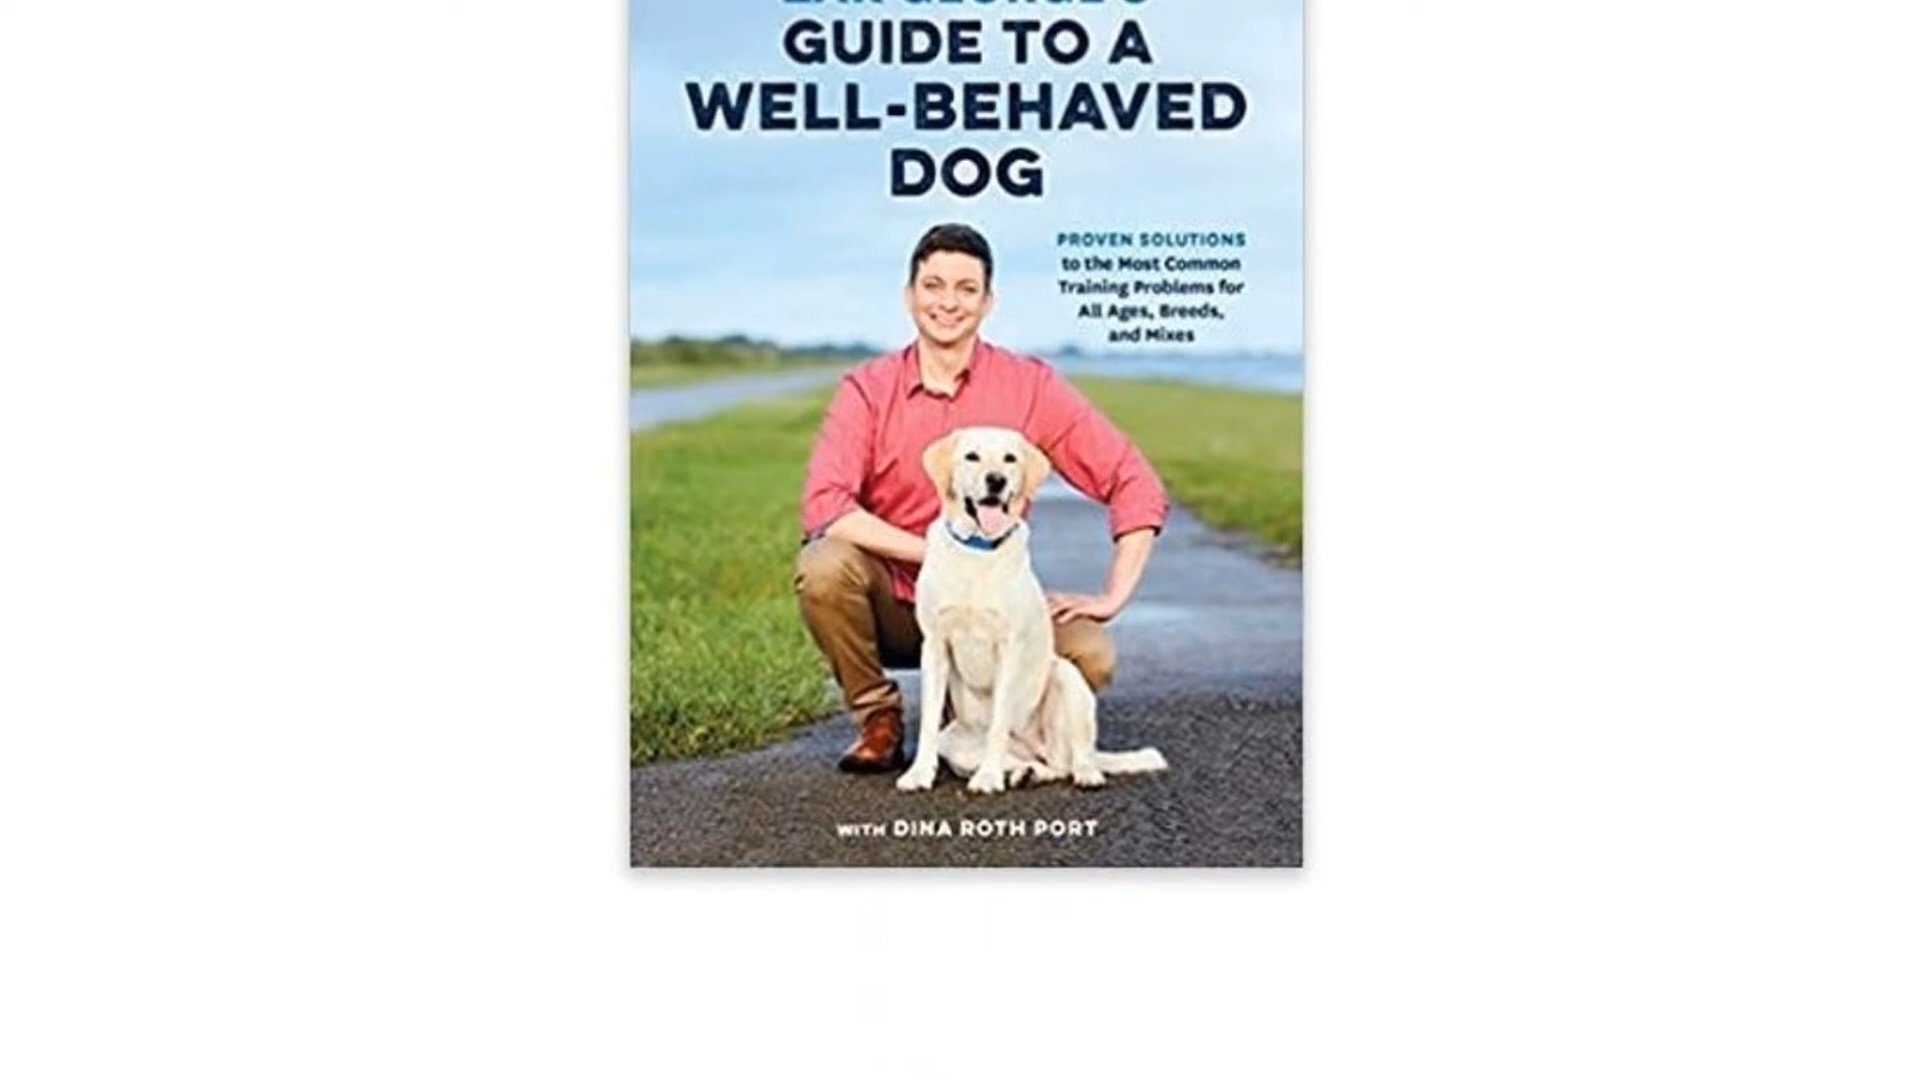 GUIDE TO A
WELL-BEHAVED
DOG
PROVEN SOLUTIONS
to the Most Common
Training Problems for
All Ages, Breeds,
and Mixes
WITH DINA ROTH PORT